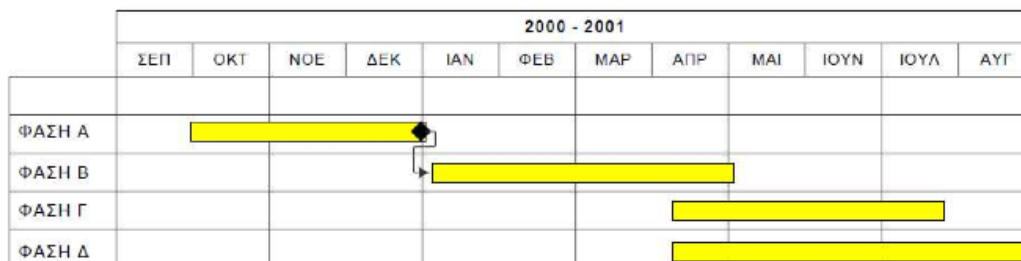 2000 - 2001
ΣΕΠ ΟΚΤ ΝΟΕ ΔΕΚ ΙΑΝ ΦΕΒ ΜΑΡ ΑΠΡ ΜΑΙ ΙΟΥΝ ΙΟΥΛ ΑΥΓ
ΦΑΣΗ Α
ΦΑΣΗ Β
ΦΑΣΗ Γ
ΦΑΣΗ Δ